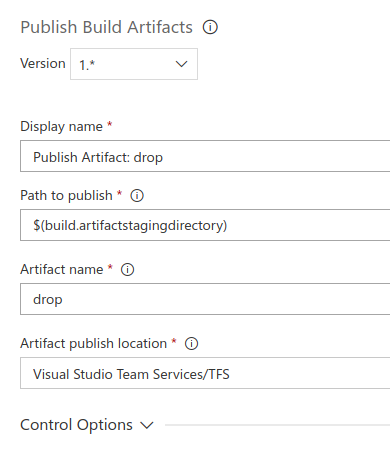 Publish Build Artifacts
Version 1.*
Display name *
Publish Artifact: drop
Path to publish *
$(build.artifactstagingdirectory)
Artifact name *
drop
Artifact publish location *
Visual Studio Team Services/TFS
Control Options